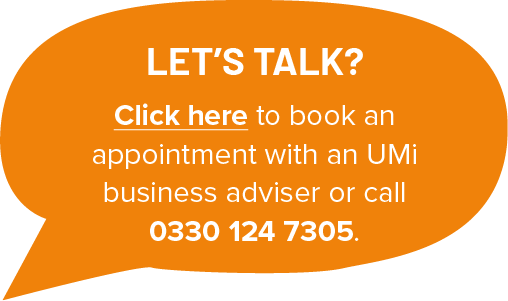 LET’S TALK?
Click here to book an
appointment with an UMi
business adviser or call
0330 124 7305.